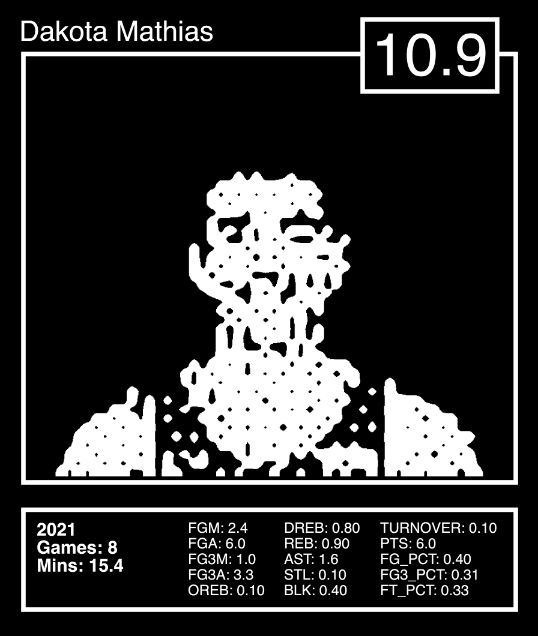 Dakota Mathias
10.9
2021
Games: 8
Mins: 15.4
FGM: 2.4
FGA: 6.0
FG3M: 1.0
FG3A: 3.3
OREB: 0.10
DREB: 0.80
REB: 0.90
AST: 1.6
STL: 0.10
BLK: 0.40
TURNOVER: 0.10
PTS: 6.0
FG_PCT: 0.40
FG3_PCT: 0.31
FT_PCT: 0.33